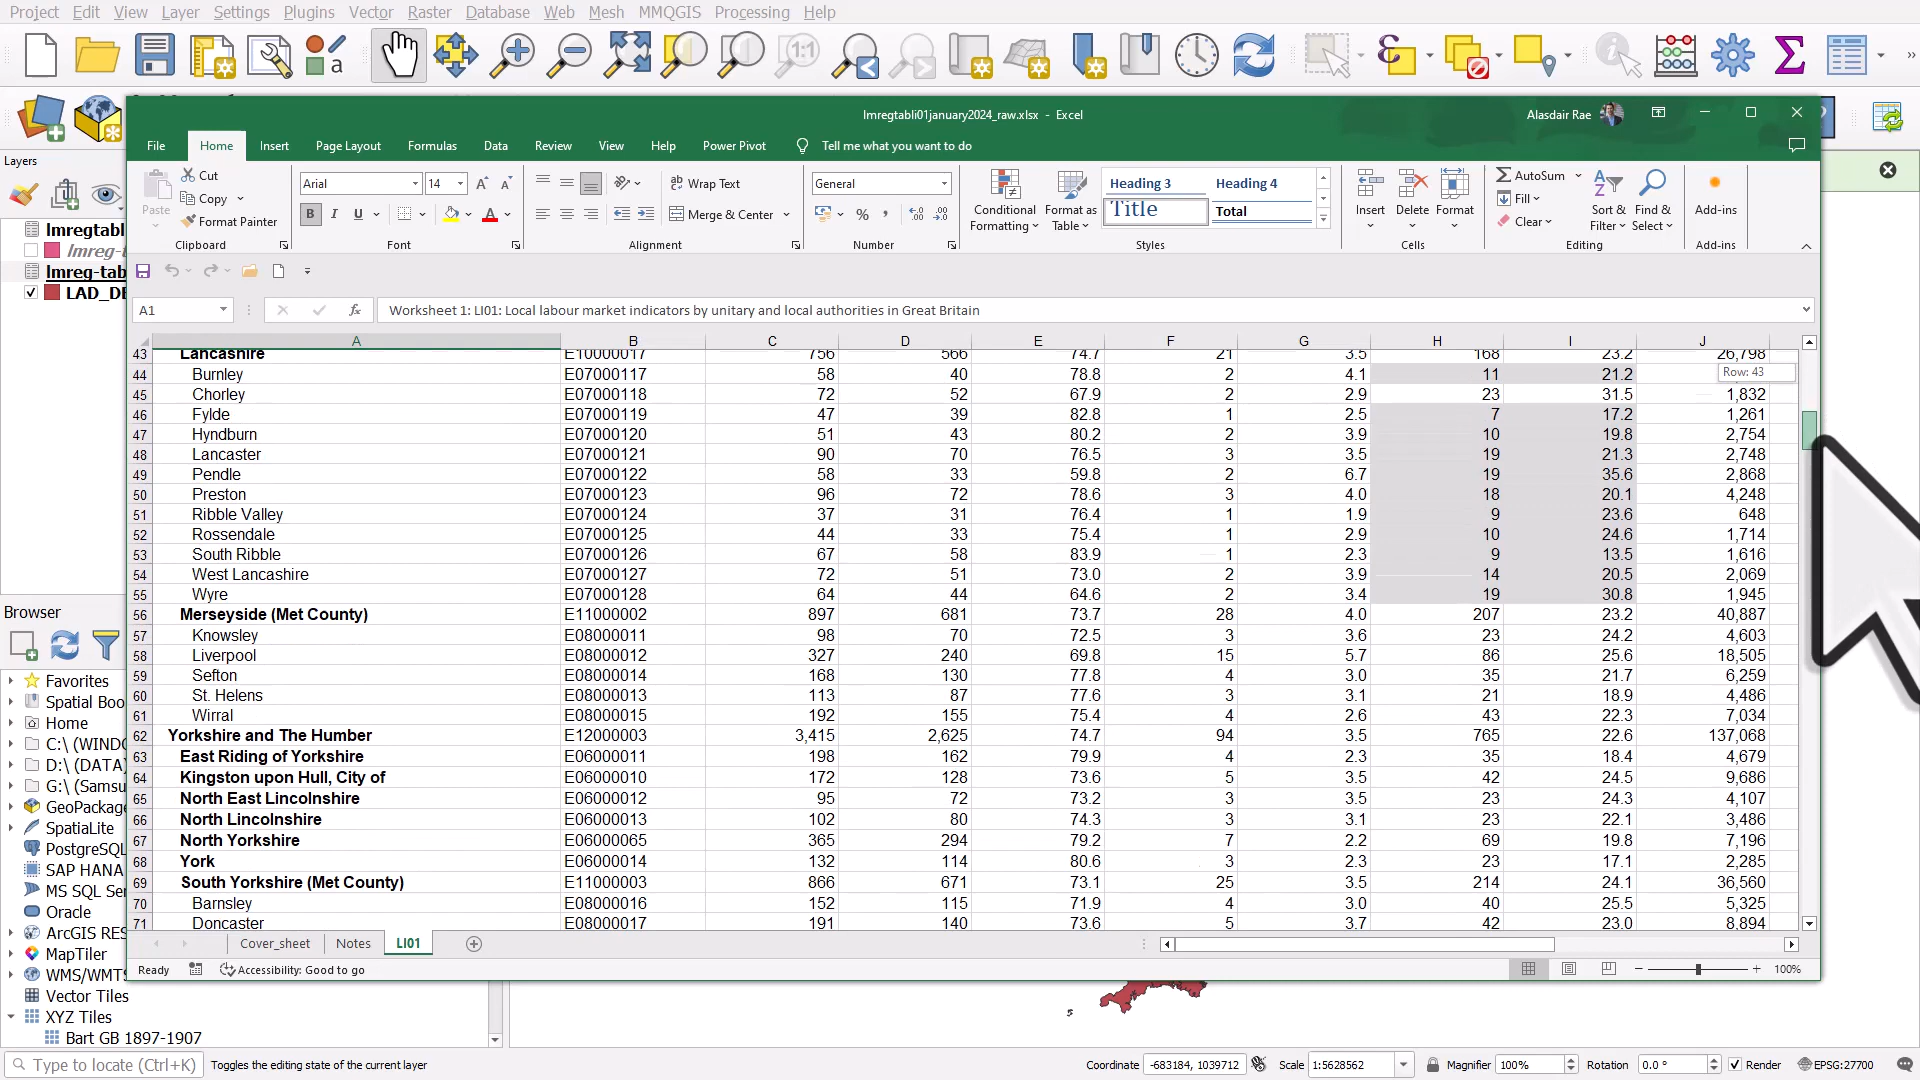 Project Edit View Layer Settings Plugins Vector Raster Database Web Mesh MMQGIS Processing Help
Layers
LAD_DE
lmregtabli01january2024_raw.xlsx - Excel
Alasdair Rae
File Home Insert Page Layout Formulas Data Review View Help Power Pivot Tell me what you want to do
Paste Cut Copy Format Painter
Clipboard
Arial 14
B I U
Font
Wrap Text
Merge & Center
Alignment
General
Number
Conditional Formatting
Format as Table
Heading 3 Heading 4
Title Total
Styles
Insert Delete Format
Cells
AutoSum
Fill
Clear
Sort & Filter
Find & Select
Editing
Add-ins
Add-ins
A1 fx Worksheet 1: LI01: Local labour market indicators by unitary and local authorities in Great Britain
A B C D E F G H I J
43 Lancashire E10000017 756 566 74.7 21 3.5 168 23.2 26,798
Row: 43
44 Burnley E07000117 58 40 78.8 2 4.1 11 21.2
45 Chorley E07000118 72 52 67.9 2 2.9 23 31.5 1,832
46 Fylde E07000119 47 39 82.8 1 2.5 7 17.2 1,261
47 Hyndburn E07000120 51 43 80.2 2 3.9 10 19.8 2,754
48 Lancaster E07000121 90 70 76.5 3 3.5 19 21.3 2,748
49 Pendle E07000122 58 33 59.8 2 6.7 19 35.6 2,868
50 Preston E07000123 96 72 78.6 3 4.0 18 20.1 4,248
51 Ribble Valley E07000124 37 31 76.4 1 1.9 9 23.6 648
52 Rossendale E07000125 44 33 75.4 1 2.9 10 24.6 1,714
53 South Ribble E07000126 67 58 83.9 1 2.3 9 13.5 1,616
54 West Lancashire E07000127 72 51 73.0 2 3.9 14 20.5 2,069
55 Wyre E07000128 64 44 64.6 2 3.4 19 30.8 1,945
56 Merseyside (Met County) E11000002 897 681 73.7 28 4.0 207 23.2 40,887
57 Knowsley E08000011 98 70 72.5 3 3.6 23 24.2 4,603
58 Liverpool E08000012 327 240 69.8 15 5.7 86 25.6 18,505
59 Sefton E08000014 168 130 77.8 4 3.0 35 21.7 6,259
60 St. Helens E08000013 113 87 77.6 3 3.1 21 18.9 4,486
61 Wirral E08000015 192 155 75.4 4 2.6 43 22.3 7,034
62 Yorkshire and The Humber E12000003 3,415 2,625 74.7 94 3.5 765 22.6 137,068
63 East Riding of Yorkshire E06000011 198 162 79.9 4 2.3 35 18.4 4,679
64 Kingston upon Hull, City of E06000010 172 128 73.6 5 3.5 42 24.5 9,686
65 North East Lincolnshire E06000012 95 72 73.2 3 3.5 23 24.3 4,107
66 North Lincolnshire E06000013 102 80 74.3 3 3.1 23 22.1 3,486
67 North Yorkshire E06000065 365 294 79.2 7 2.2 69 19.8 7,196
68 York E06000014 132 114 80.6 3 2.3 23 17.1 2,285
69 South Yorkshire (Met County) E11000003 866 671 73.1 25 3.5 214 24.1 36,560
70 Barnsley E08000016 152 115 71.9 4 3.0 40 25.5 5,325
71 Doncaster E08000017 191 140 73.6 5 3.7 42 23.0 8,894
Cover_sheet Notes LI01
Ready Accessibility: Good to go 100%
lmregtabl
lmreg-t
lmreg-tab
Browser
Favorites
Spatial Boo
Home
C:\ (WIND
D:\ (DATA)
G:\ (Samsu
GeoPackage
SpatiaLite
PostgreSQL
SAP HANA
MS SQL Ser
Oracle
ArcGIS RES
MapTiler
WMS/WMTS
Vector Tiles
XYZ Tiles
Bart GB 1897-1907
Type to locate (Ctrl+K) Toggles the editing state of the current layer Coordinate -683184, 1039712 Scale 1:5628562 Magnifier 100% Rotation 0.0 ° Render EPSG:27700